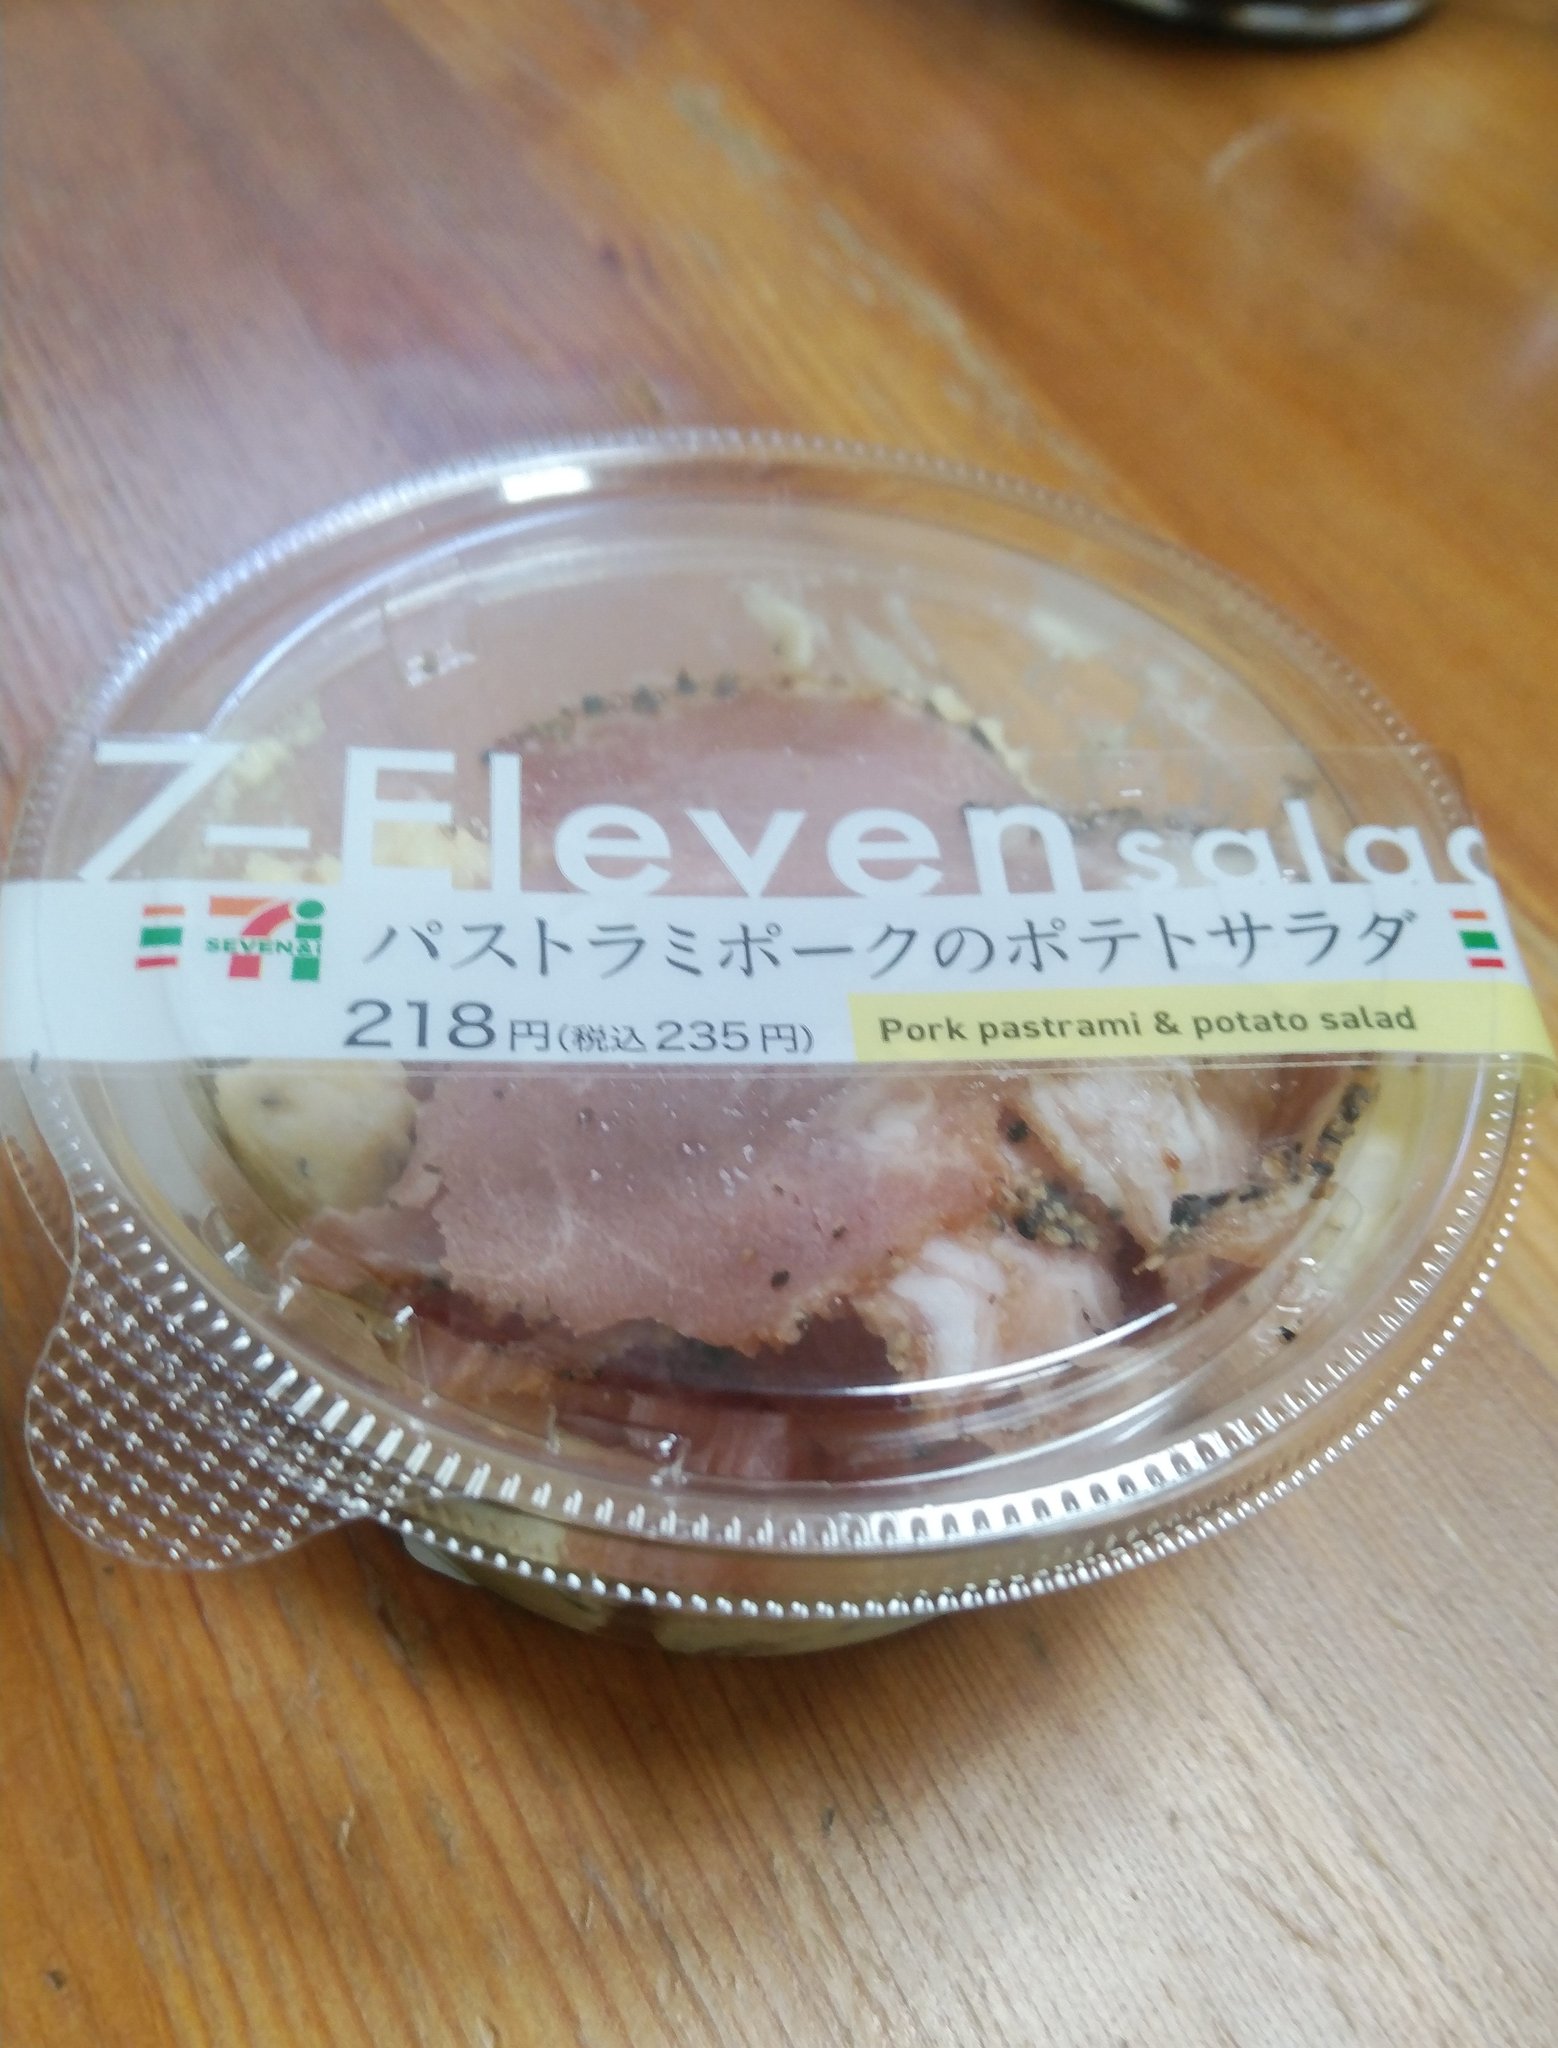 7-Eleven salad
SEVEN&i
パストラミポークのポテトサラダ
218円(税込235円)
Pork pastrami & potato salad